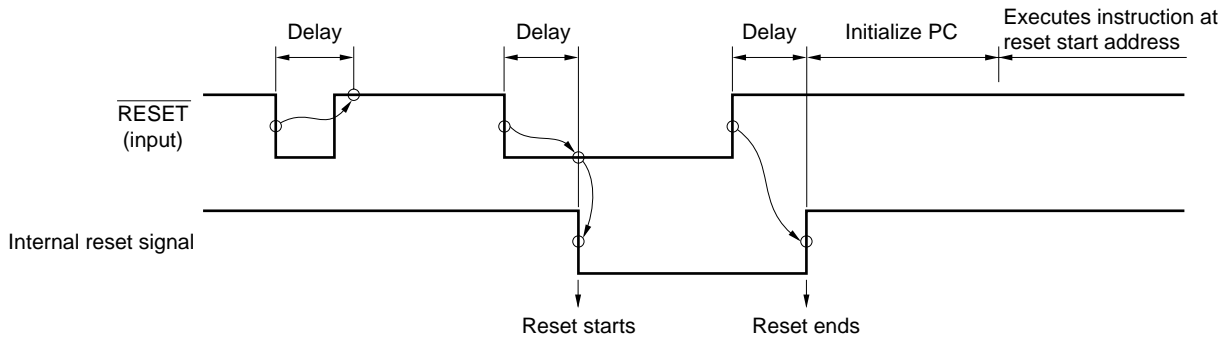 Delay
Delay
Delay
Initialize PC
Executes instruction at
reset start address
RESET
(input)
Internal reset signal
Reset starts
Reset ends